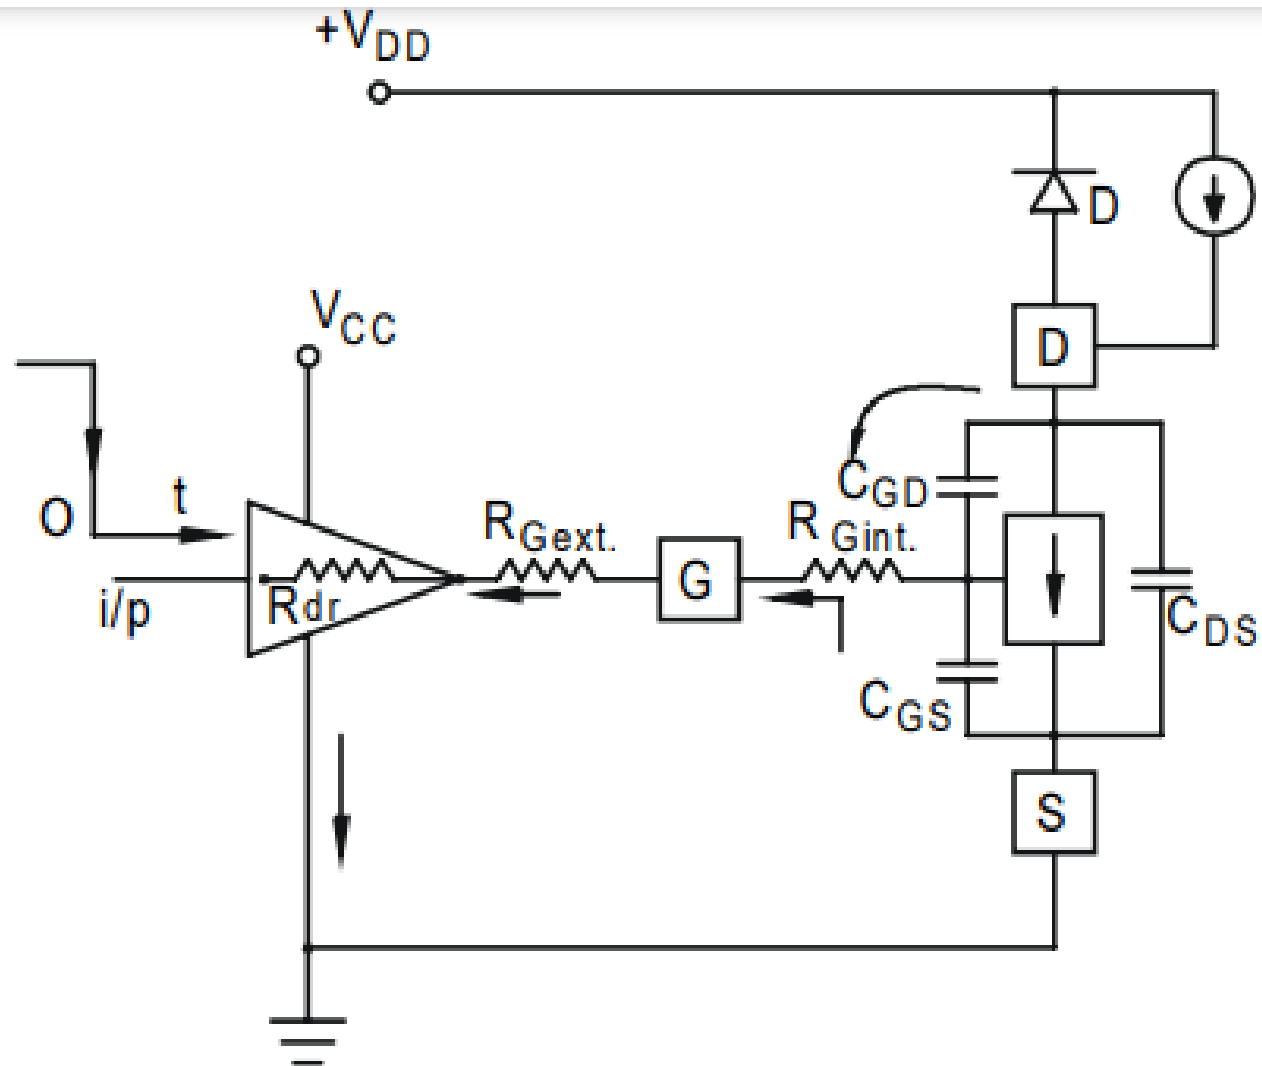 +VDD
D
VCC
D
O
t
CGD
RGext.
RGint.
G
i/p
Rdr
CDS
CGS
S